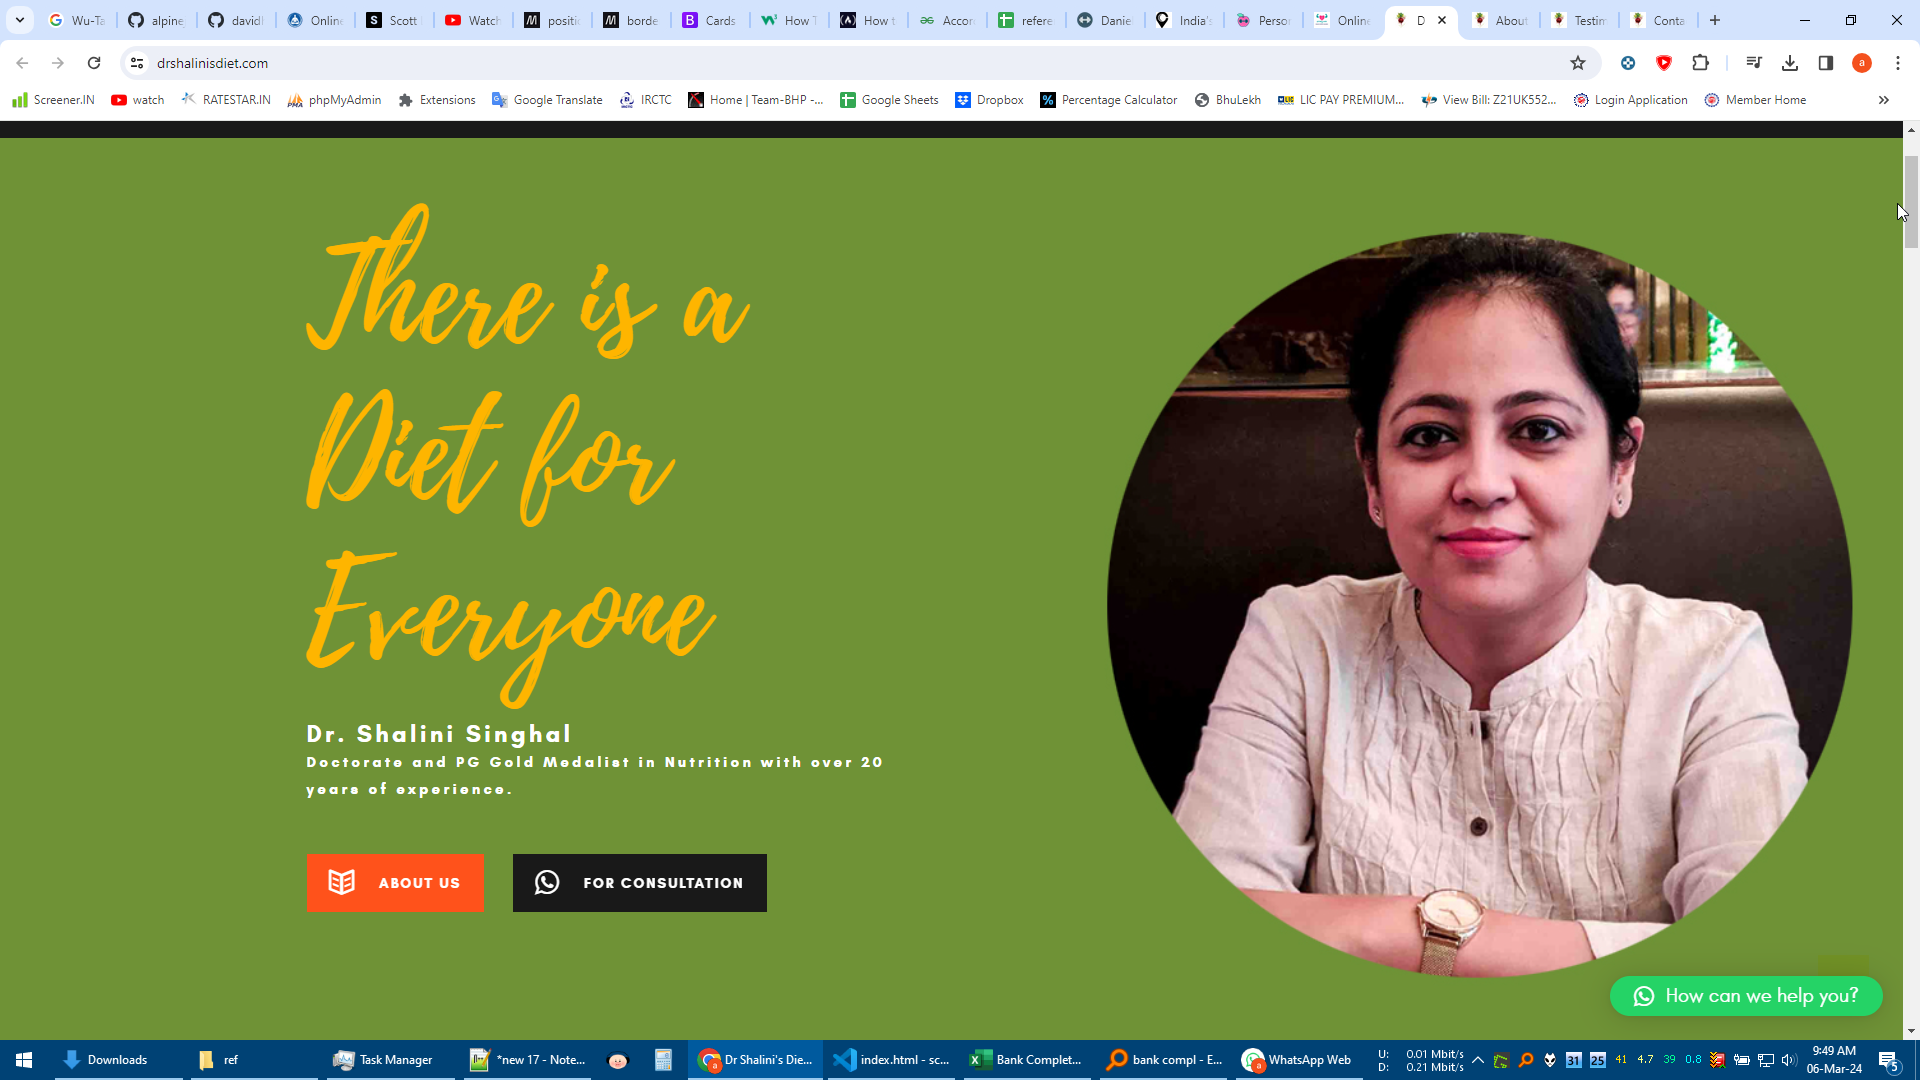 Wu-Ta
alpine
david
Online
Scott
Watch
positio
borde
Cards
How T
How to
Accor
refere
Danie
India's
Person
Online
D
About
Testim
Conta
drshalinisdiet.com
Screener.IN
watch
RATESTAR.IN
phpMyAdmin
Extensions
Google Translate
IRCTC
Home | Team-BHP -...
Google Sheets
Dropbox
Percentage Calculator
BhuLekh
LIC PAY PREMIUM...
View Bill: Z21UK552...
Login Application
Member Home
There is a
Diet for
Everyone
Dr. Shalini Singhal
Doctorate and PG Gold Medalist in Nutrition with over 20
years of experience.
ABOUT US
FOR CONSULTATION
How can we help you?
Downloads
ref
Task Manager
*new 17 - Note...
Dr Shalini's Die...
index.html - sc...
Bank Complet...
bank compl - E...
WhatsApp Web
U: 0.01 Mbit/s
D: 0.21 Mbit/s
31
25
41
4.7
39
0.8
9:49 AM
06-Mar-24
5